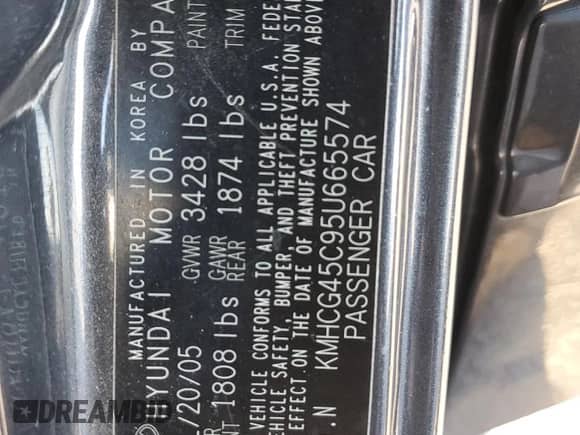 MANUFACTURED IN KOREA BY
HYUNDAI MOTOR COMPA
/20/05 GVWR 3428 lbs PAINT
1808 lbs GAWR REAR 1874 lbs TRIM
VEHICLE CONFORMS TO ALL APPLICABLE U.S.A. FEDE
EHICLE SAFETY, BUMPER, AND THEFT PREVENTION STAN
EFFECT ON THE DATE OF MANUFACTURE SHOWN ABOVE
.N KMHCG45C95U665574
PASSENGER CAR
DREAMBID